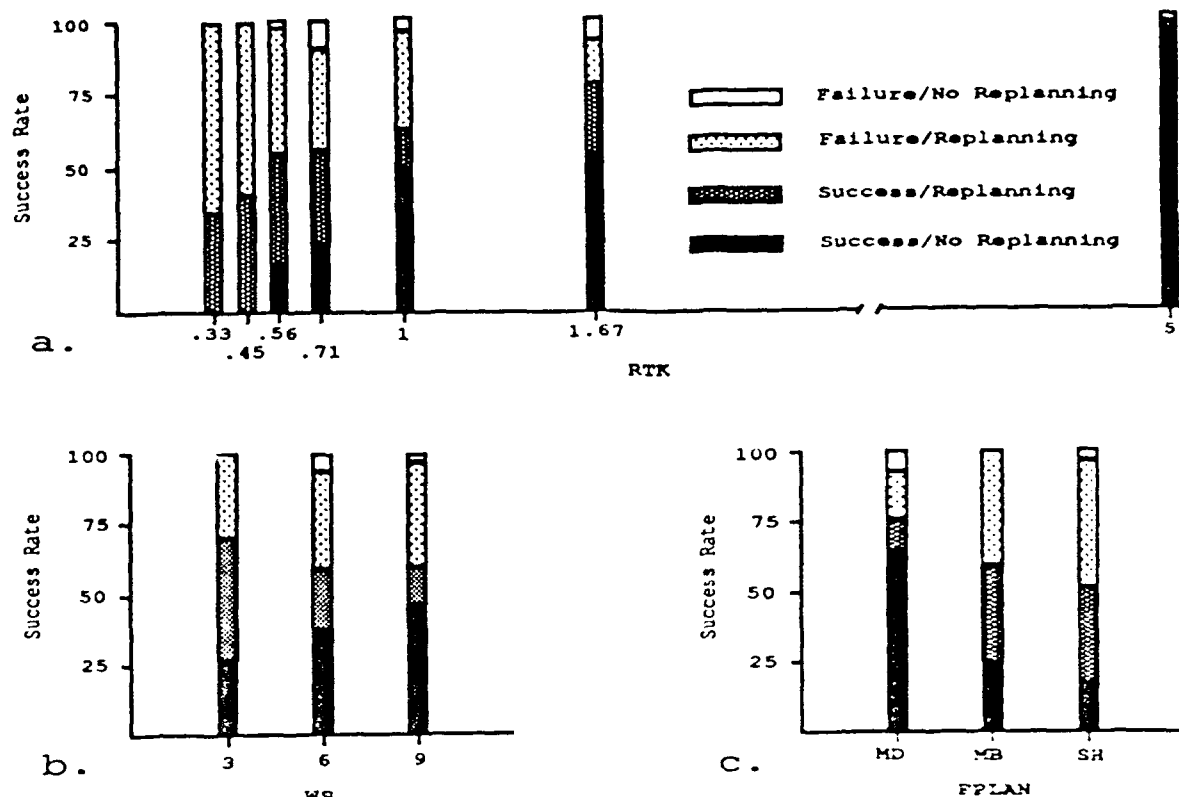 100
75
50
25
Success Rate
Failure/No Replanning
Failure/Replanning
Success/Replanning
Success/No Replanning
.33
.45
.56
.71
1
1.67
5
RTK
a.
100
75
50
25
Success Rate
3
6
9
WS
b.
100
75
50
25
Success Rate
MD
MB
SH
FPLAN
c.